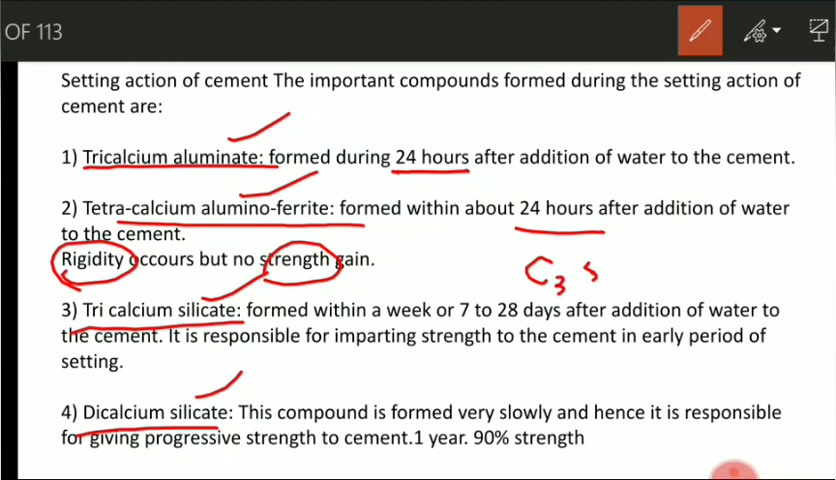 OF 113
Setting action of cement The important compounds formed during the setting action of
cement are:
1) Tricalcium aluminate: formed during 24 hours after addition of water to the cement.
2) Tetra-calcium alumino-ferrite: formed within about 24 hours after addition of water
to the cement.
Rigidity occours but no strength gain.
C₃ S
3) Tri calcium silicate: formed within a week or 7 to 28 days after addition of water to
the cement. It is responsible for imparting strength to the cement in early period of
setting.
4) Dicalcium silicate: This compound is formed very slowly and hence it is responsible
for giving progressive strength to cement.1 year. 90% strength